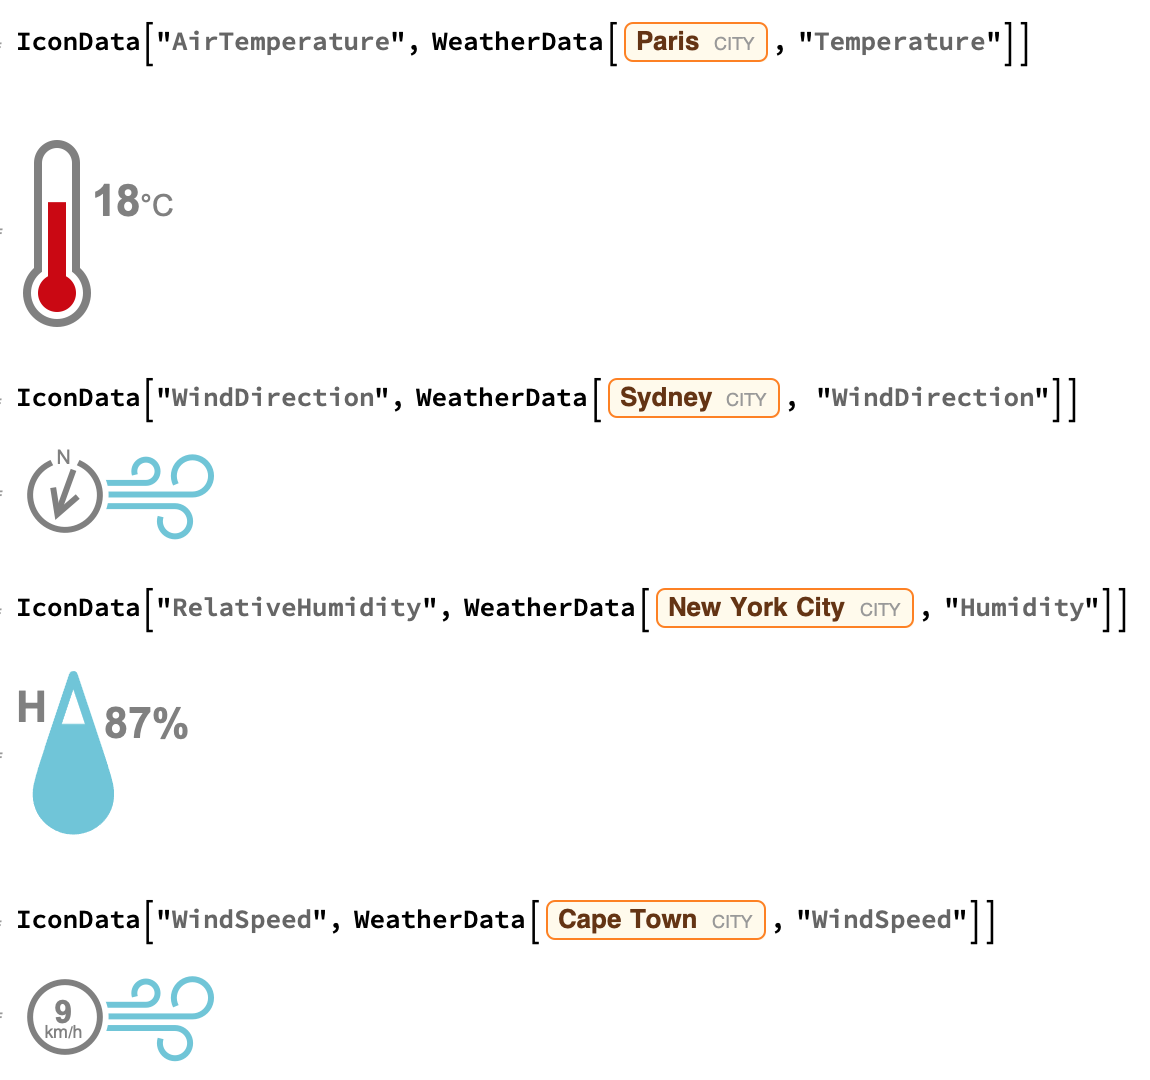 IconData["AirTemperature", WeatherData[Paris CITY, "Temperature"]]
18°C
IconData["WindDirection", WeatherData[Sydney CITY, "WindDirection"]]
N
IconData["RelativeHumidity", WeatherData[New York City CITY, "Humidity"]]
H 87%
IconData["WindSpeed", WeatherData[Cape Town CITY, "WindSpeed"]]
9
km/h